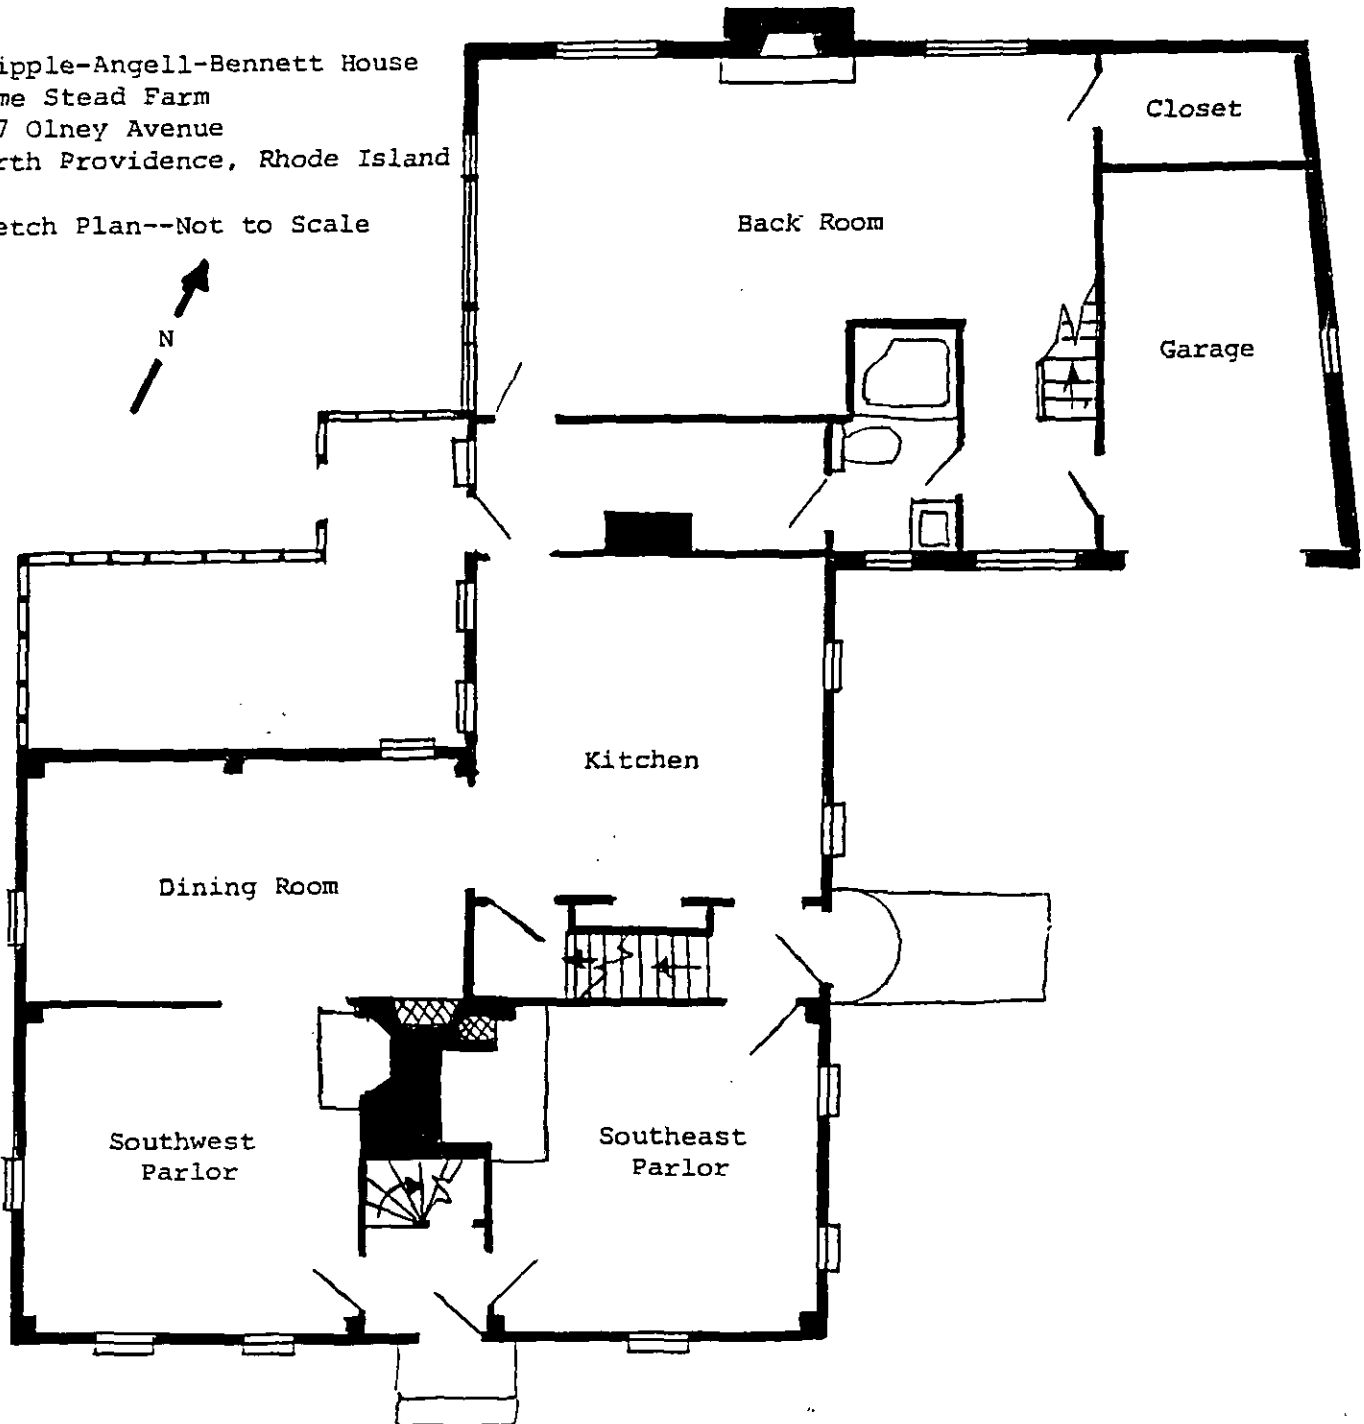 ipple-Angell-Bennett House
me Stead Farm
7 Olney Avenue
rth Providence, Rhode Island
etch Plan--Not to Scale
N
Closet
Back Room
Garage
Kitchen
Dining Room
Southwest
Parlor
Southeast
Parlor